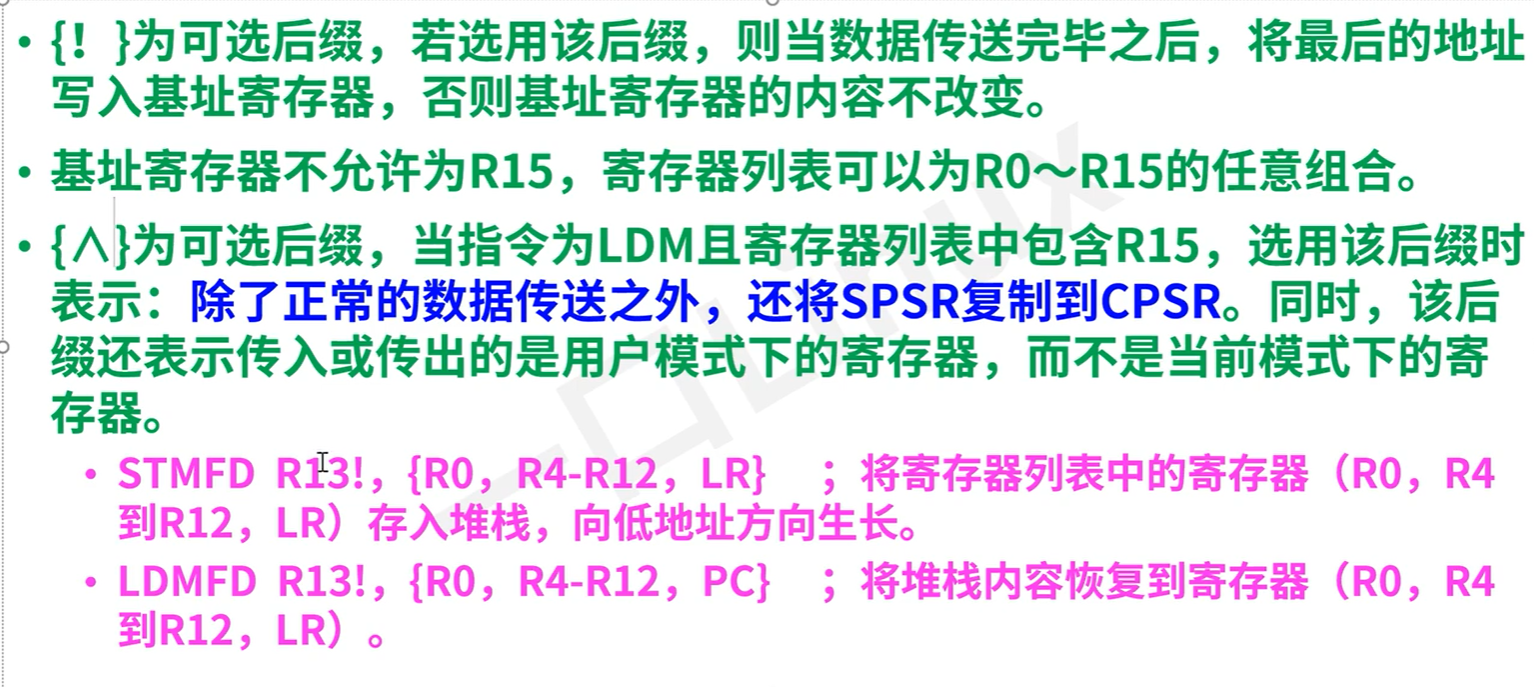 • {！}为可选后缀，若选用该后缀，则当数据传送完毕之后，将最后的地址
写入基址寄存器，否则基址寄存器的内容不改变。
• 基址寄存器不允许为R15，寄存器列表可以为R0～R15的任意组合。
• {∧}为可选后缀，当指令为LDM且寄存器列表中包含R15，选用该后缀时
表示：除了正常的数据传送之外，还将SPSR复制到CPSR。同时，该后
缀还表示传入或传出的是用户模式下的寄存器，而不是当前模式下的寄
存器。
• STMFD R13!，{R0，R4-R12，LR} ；将寄存器列表中的寄存器（R0，R4
到R12，LR）存入堆栈，向低地址方向生长。
• LDMFD R13!，{R0，R4-R12，PC} ；将堆栈内容恢复到寄存器（R0，R4
到R12，LR）。
一口Linux